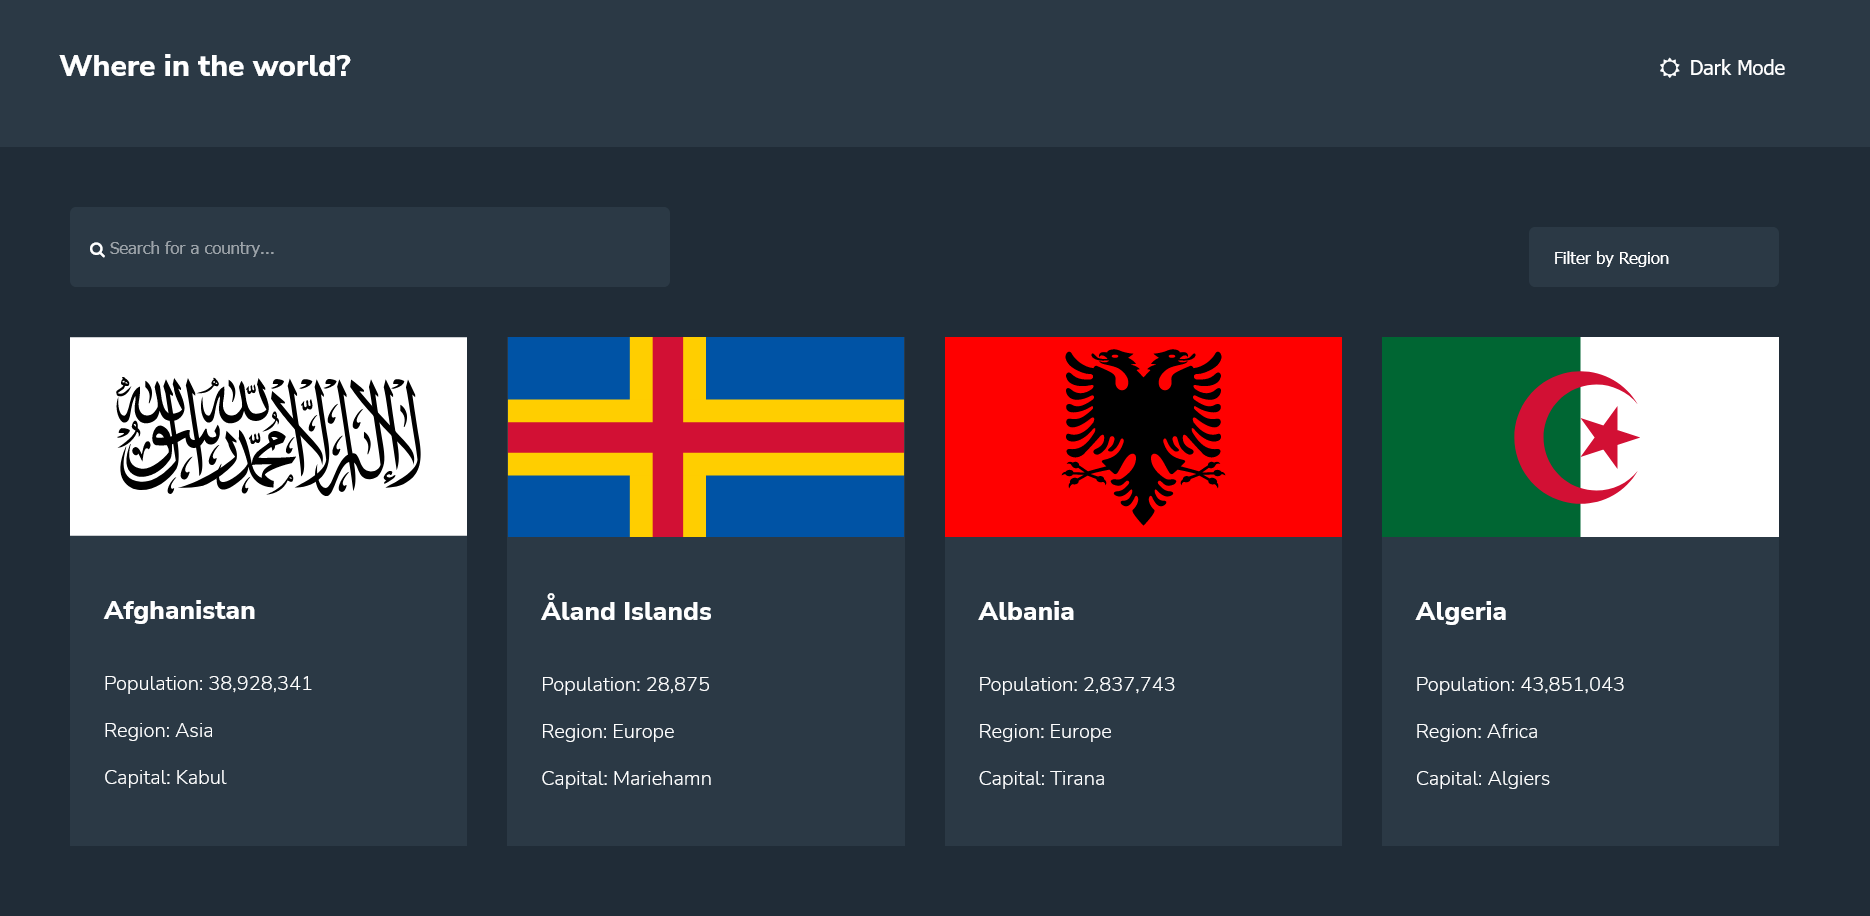 Where in the world?
Dark Mode
Search for a country...
Filter by Region
لا إله إلا الله محمد رسول الله
Afghanistan
Population: 38,928,341
Region: Asia
Capital: Kabul
Åland Islands
Population: 28,875
Region: Europe
Capital: Mariehamn
Albania
Population: 2,837,743
Region: Europe
Capital: Tirana
Algeria
Population: 43,851,043
Region: Africa
Capital: Algiers